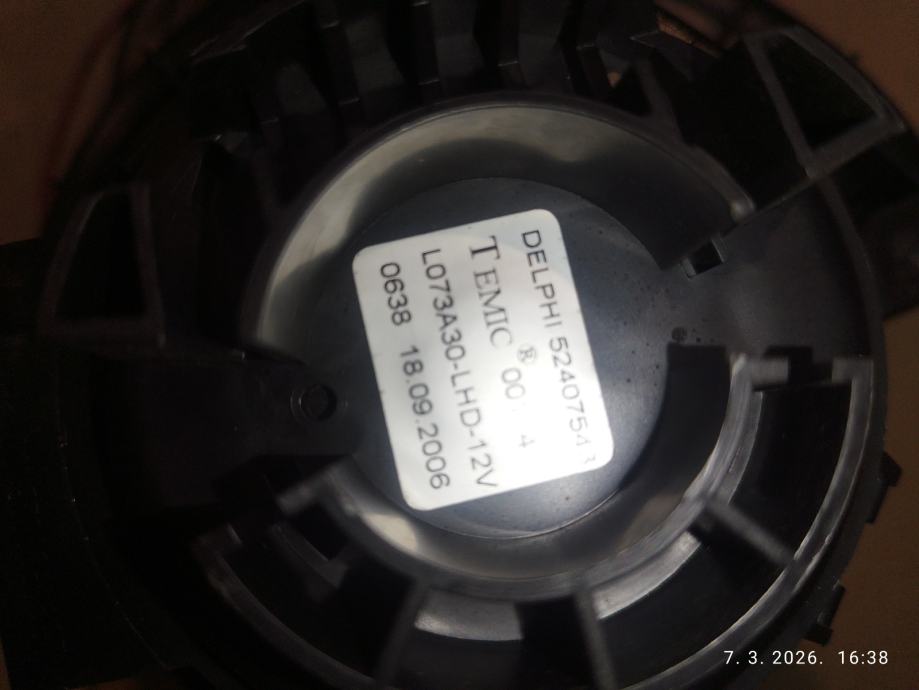 DELPHI 5240754
TEMIC ® 00 4
L073A30-LHD-12V
0638 18.09.2006
7. 3. 2026. 16:38